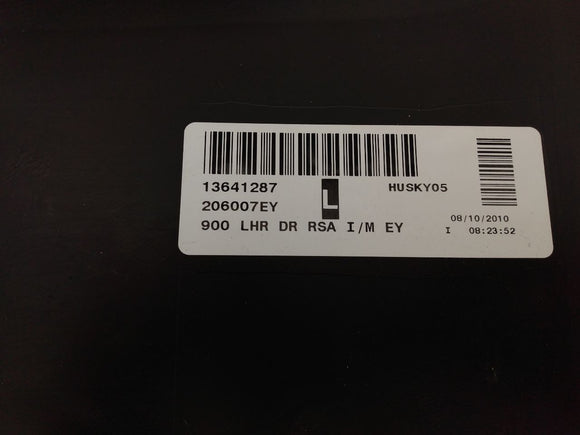 13641287 L HUSKY05
206007EY
08/10/2010
900 LHR DR RSA I/M EY I 08:23:52